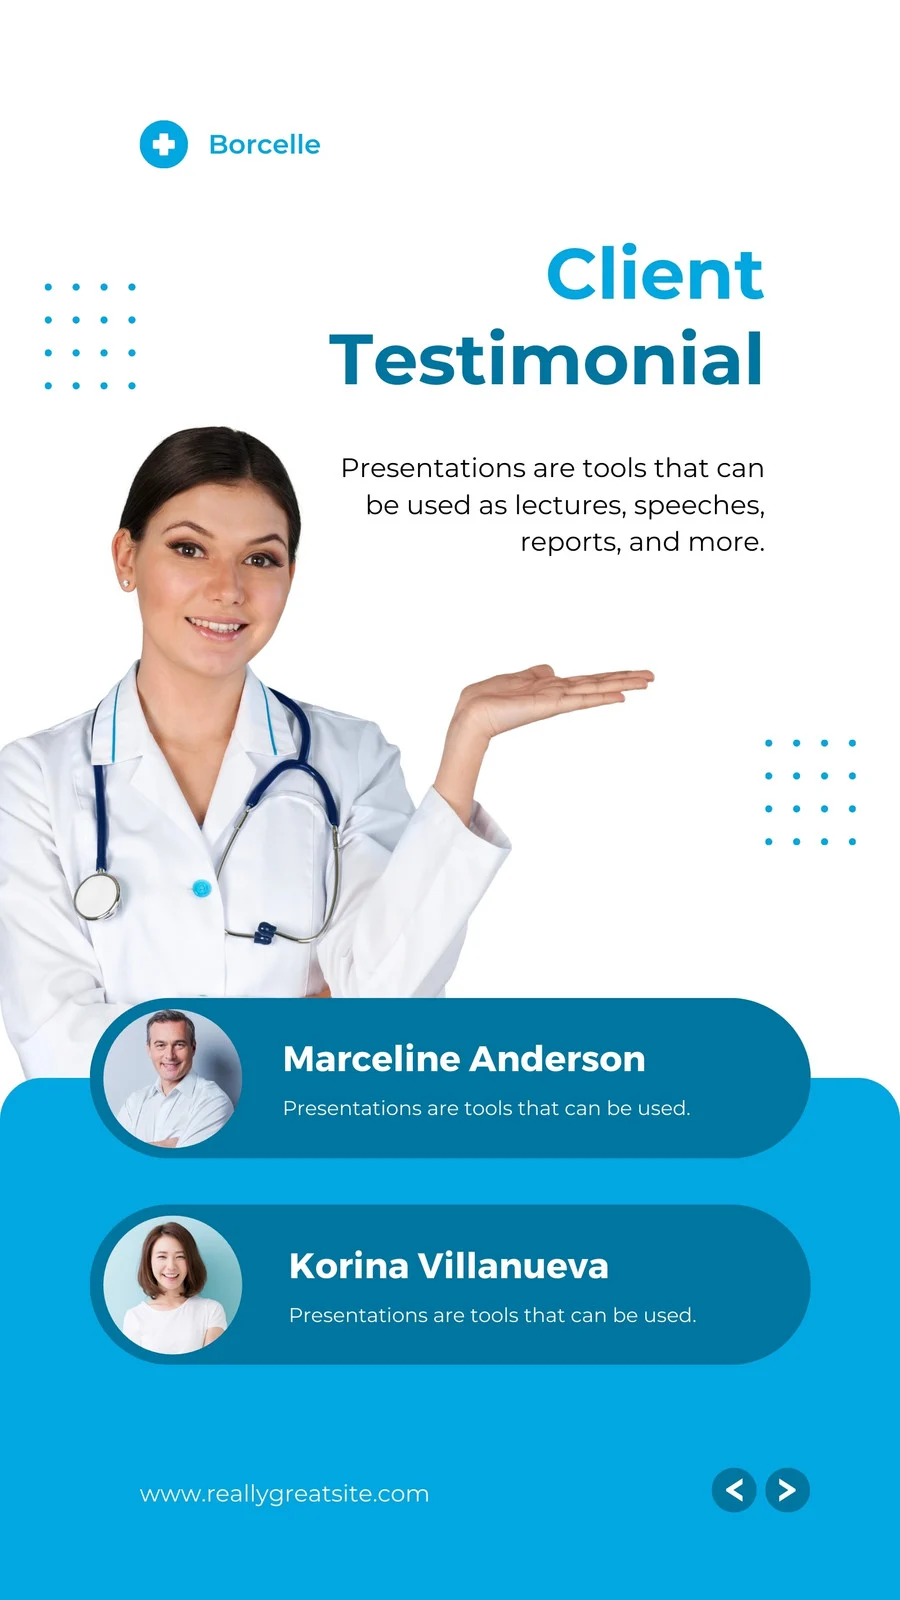 Borcelle
Client
Testimonial
Presentations are tools that can
be used as lectures, speeches,
reports, and more.
Marceline Anderson
Presentations are tools that can be used.
Korina Villanueva
Presentations are tools that can be used.
www.reallygreatsite.com